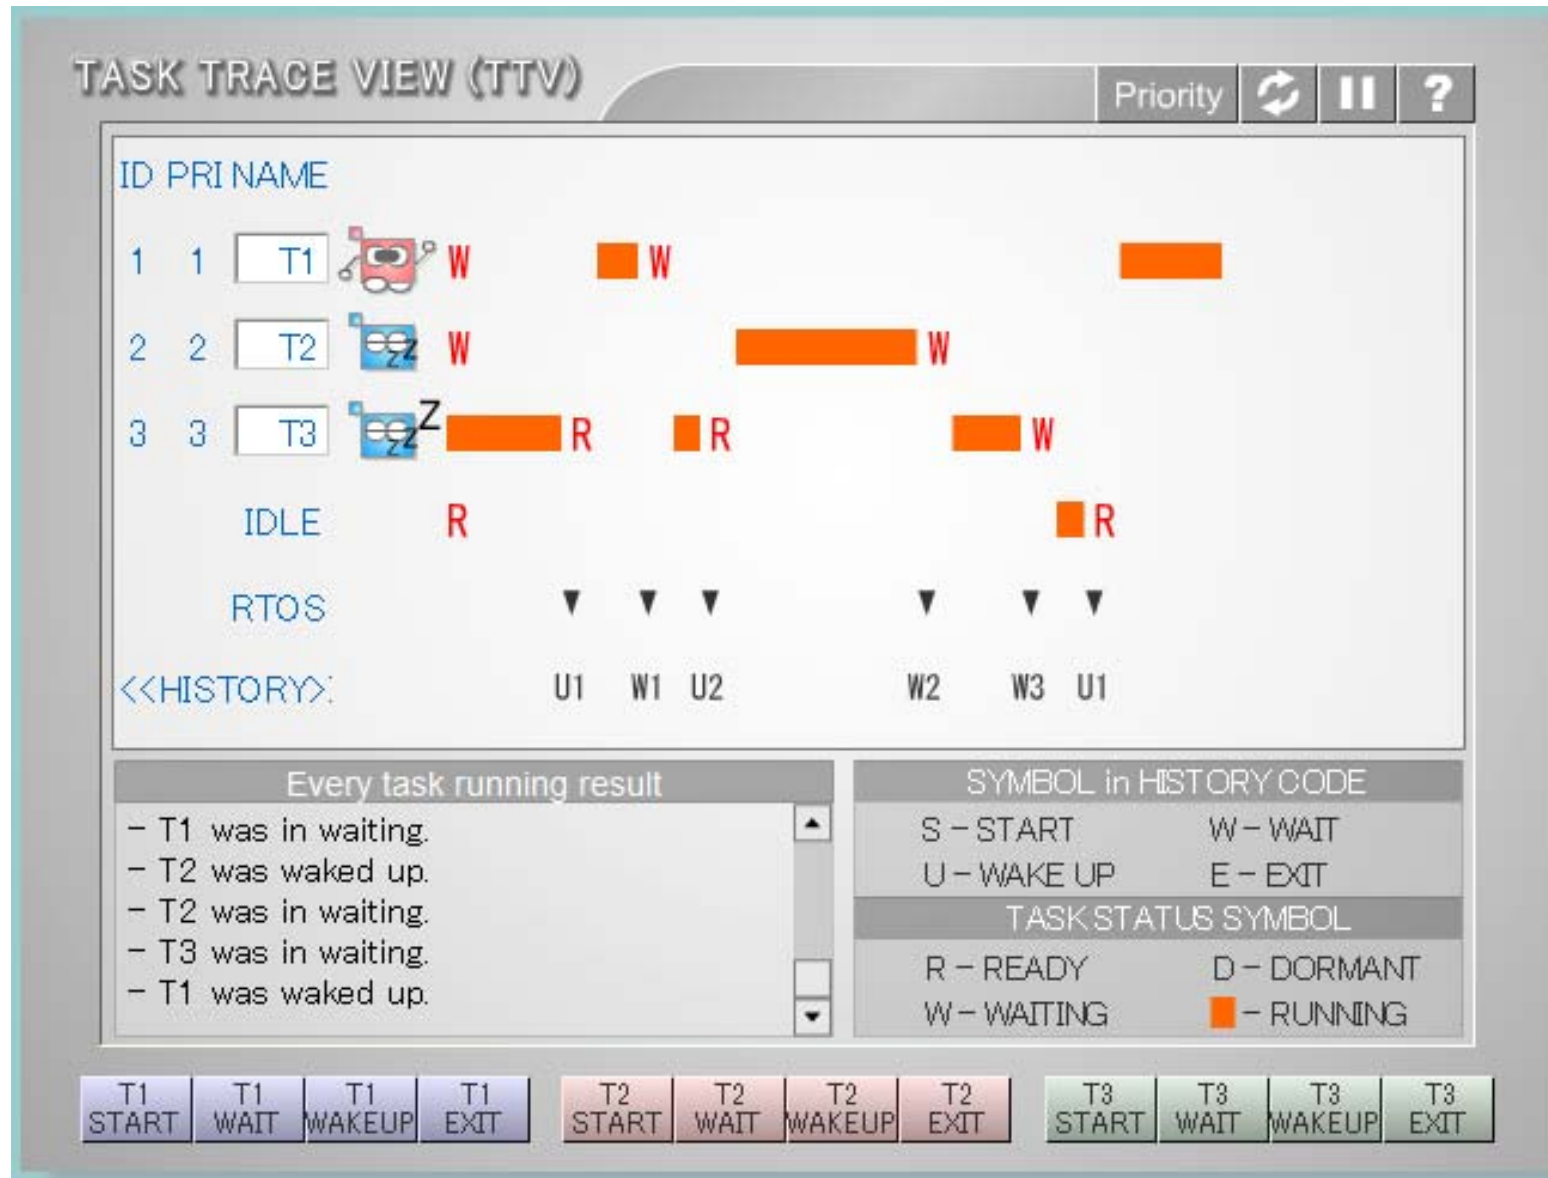 TASK TRACE VIEW (TTV)
Priority ?
ID PRI NAME
1 1 T1 W W
2 2 T2 zz W W
3 3 T3 zz Z R R W
IDLE R R
RTOS
<<HISTORY>: U1 W1 U2 W2 W3 U1
Every task running result
- T1 was in waiting.
- T2 was waked up.
- T2 was in waiting.
- T3 was in waiting.
- T1 was waked up.
SYMBOL in HISTORY CODE
S - START W - WAIT
U - WAKE UP E - EXIT
TASK STATUS SYMBOL
R - READY D - DORMANT
W - WAITING - RUNNING
T1 START T1 WAIT T1 WAKEUP T1 EXIT T2 START T2 WAIT T2 WAKEUP T2 EXIT T3 START T3 WAIT T3 WAKEUP T3 EXIT